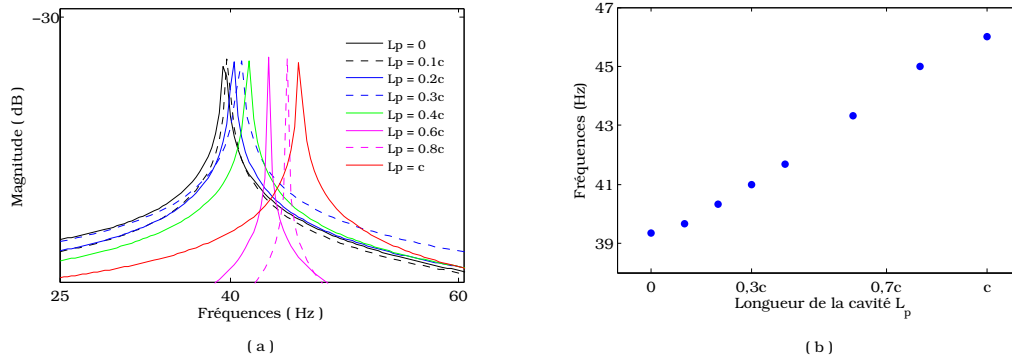 −30
Magnitude ( dB )
Lp = 0
Lp = 0.1c
Lp = 0.2c
Lp = 0.3c
Lp = 0.4c
Lp = 0.6c
Lp = 0.8c
Lp = c
25
40
60
Fréquences ( Hz )
( a )
47
45
43
41
39
Fréquences (Hz)
0
0,3c
0,7c
c
Longueur de la cavité L_p
( b )